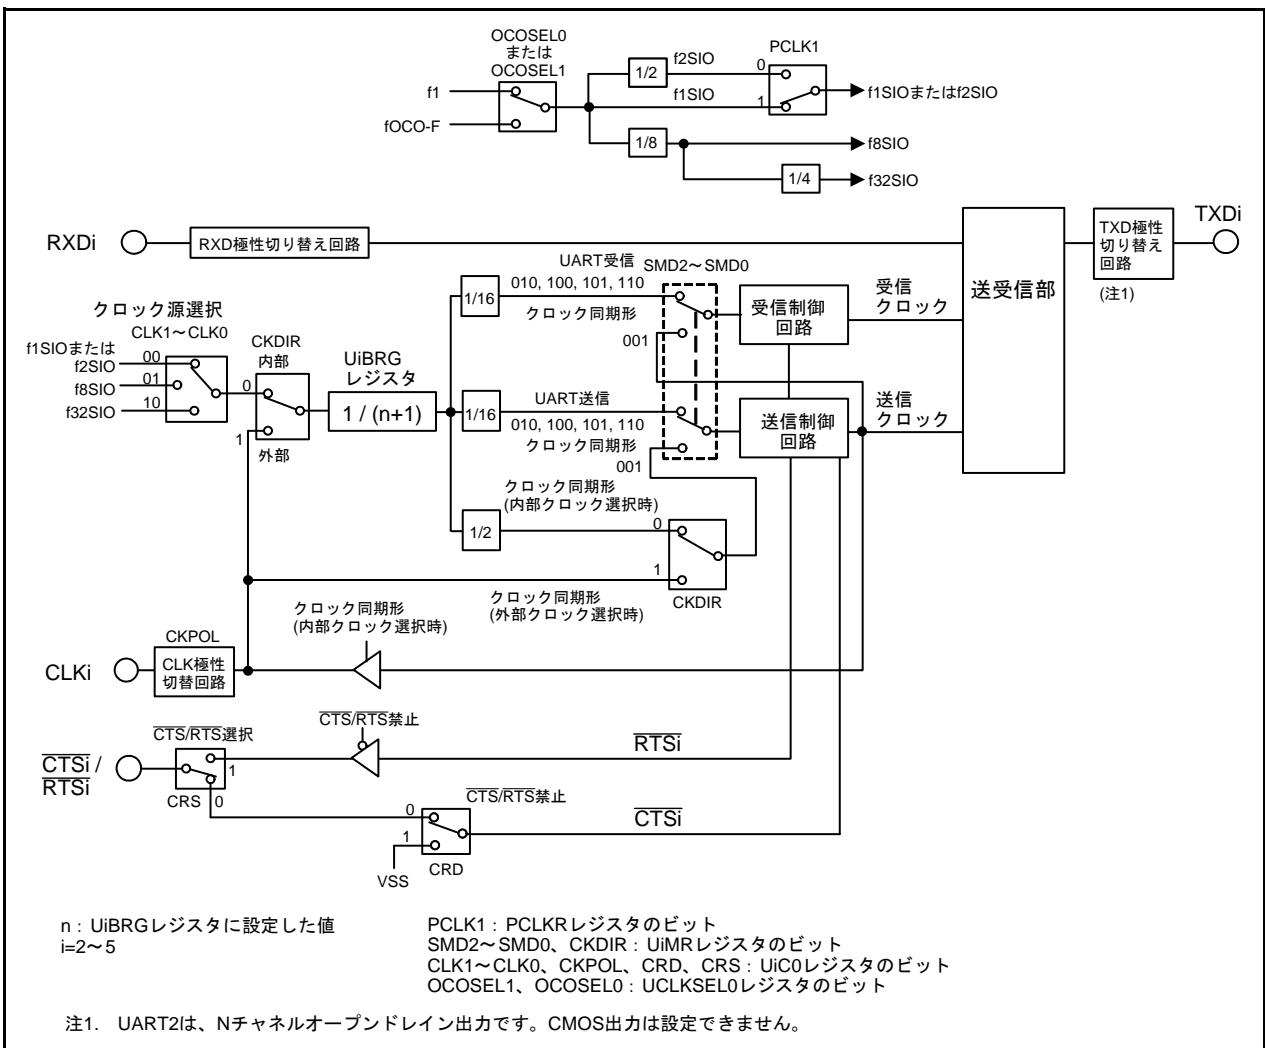 OCOSEL0
または
OCOSEL1
f1
fOCO-F
1/2
f2SIO
f1SIO
PCLK1
0
1
f1SIOまたはf2SIO
1/8
f8SIO
1/4
f32SIO
RXDi
RXD極性切り替え回路
送受信部
TXD極性
切り替え
回路
(注1)
TXDi
クロック源選択
CLK1～CLK0
f1SIOまたは
f2SIO
00
f8SIO
01
f32SIO
10
CKDIR
内部
0
1
外部
UiBRG
レジスタ
1 / (n+1)
1/16
UART受信
010, 100, 101, 110
クロック同期形
001
SMD2～SMD0
受信制御
回路
受信
クロック
1/16
UART送信
010, 100, 101, 110
クロック同期形
001
送信制御
回路
送信
クロック
クロック同期形
(内部クロック選択時)
1/2
0
1
CKDIR
クロック同期形
(外部クロック選択時)
クロック同期形
(内部クロック選択時)
CLKi
CKPOL
CLK極性
切替回路
CTS/RTS選択
CTS/RTS禁止
RTSi
CTSi /
RTSi
1
CRS
0
CTS/RTS禁止
0
1
CTSi
VSS
CRD
n : UiBRGレジスタに設定した値
i=2～5
PCLK1 : PCLKRレジスタのビット
SMD2～SMD0、CKDIR : UiMRレジスタのビット
CLK1～CLK0、CKPOL、CRD、CRS : UiC0レジスタのビット
OCOSEL1、OCOSEL0 : UCLKSEL0レジスタのビット
注1. UART2は、Nチャネルオープンドレイン出力です。CMOS出力は設定できません。